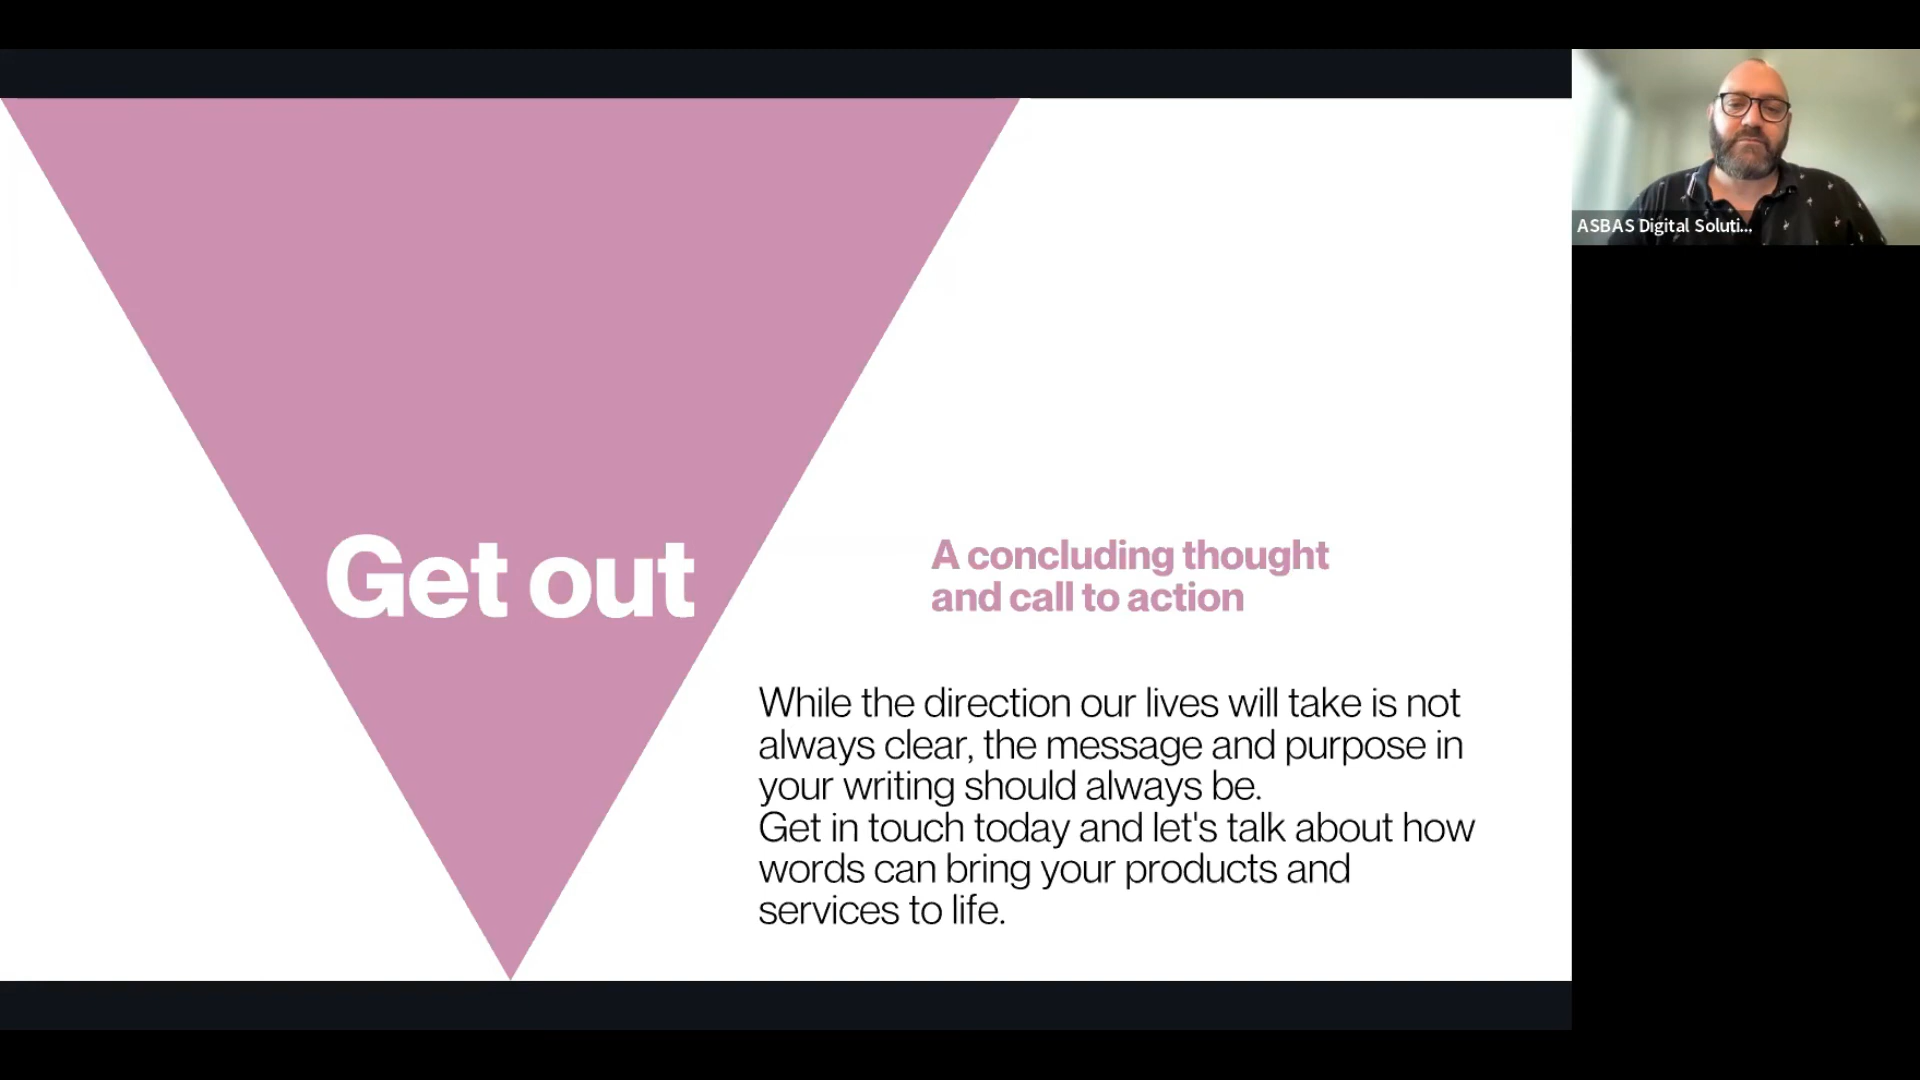 Get out
A concluding thought
and call to action
While the direction our lives will take is not
always clear, the message and purpose in
your writing should always be.
Get in touch today and let's talk about how
words can bring your products and
services to life.
ASBAS Digital Soluti...